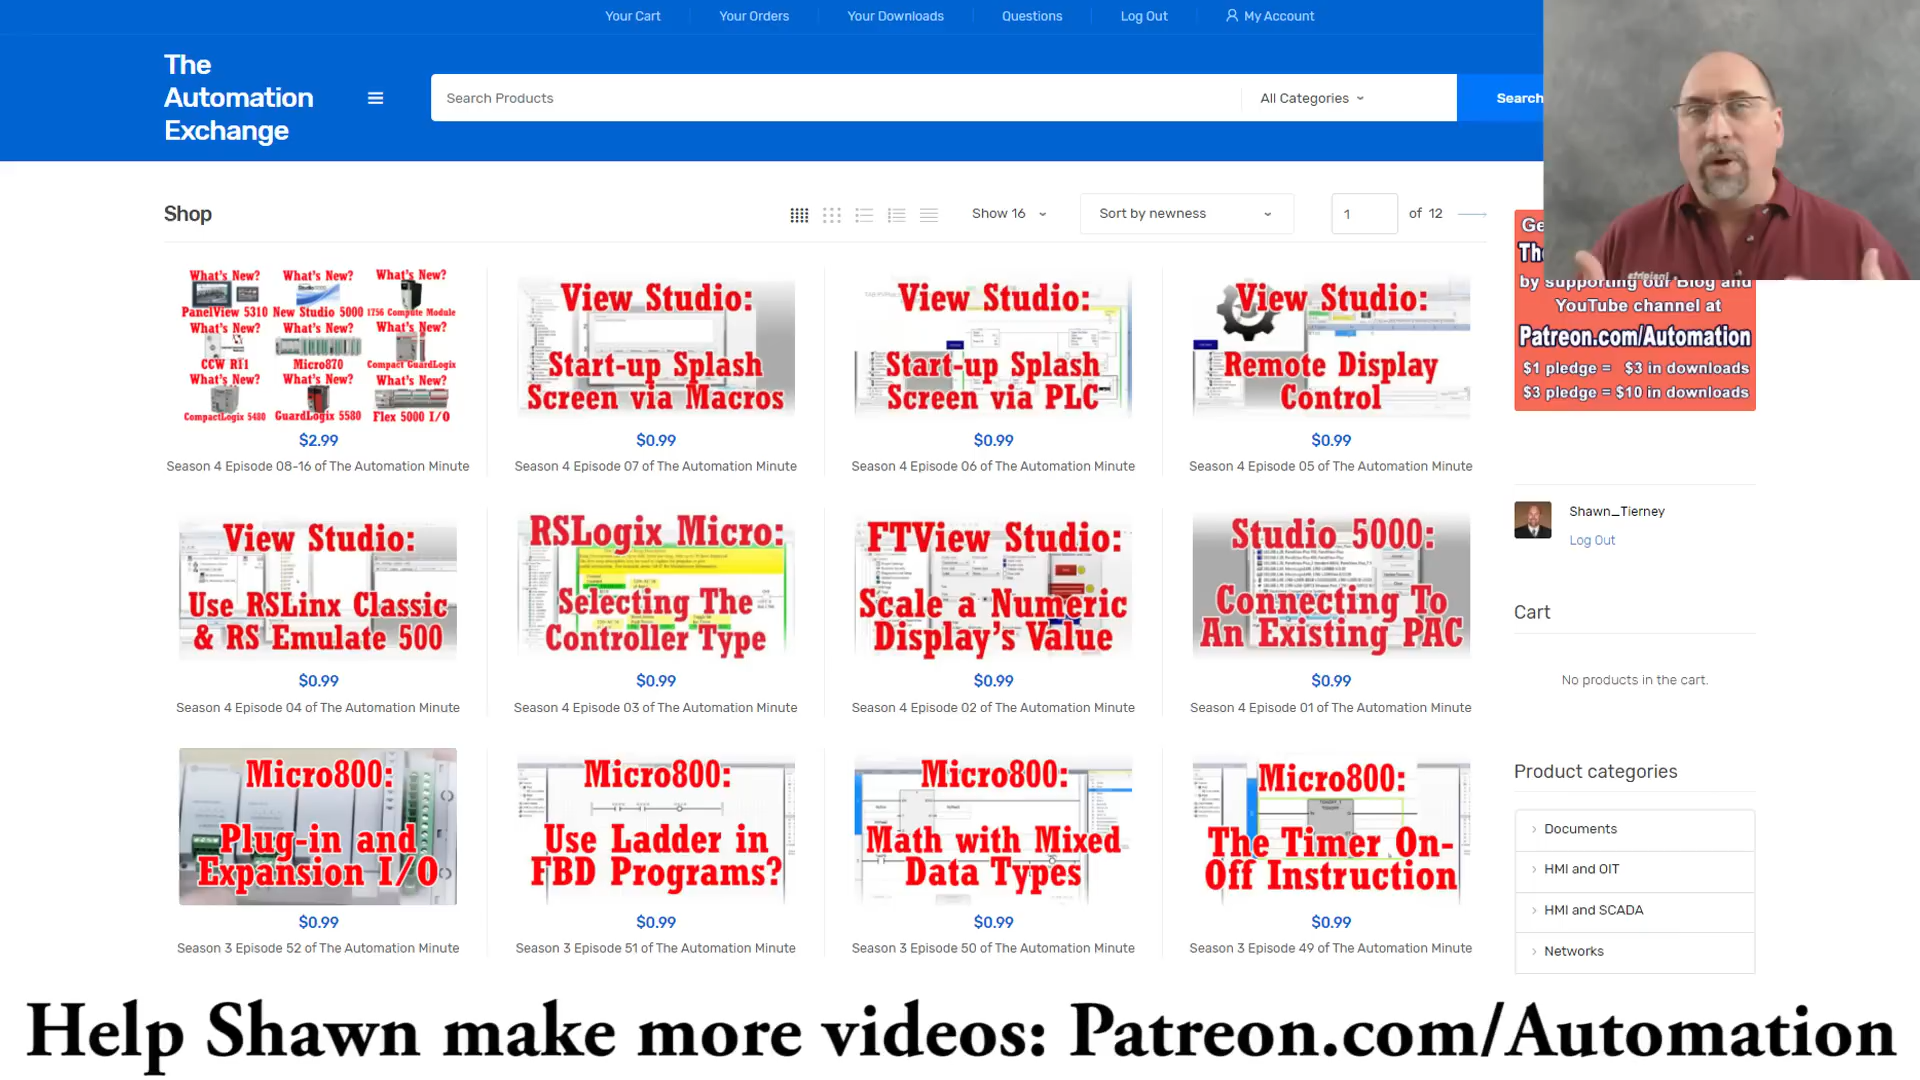 Your Cart
Your Orders
Your Downloads
Questions
Log Out
My Account
The
Automation
Exchange
Search Products
All Categories
Search
Shop
Show 16
Sort by newness
1
of 12
What's New?
What's New?
What's New?
PanelView 5310
New Studio 5000
1756 Compute Module
What's New?
What's New?
What's New?
CCW R11
Micro870
Compact GuardLogix
What's New?
What's New?
What's New?
CompactLogix 5480
GuardLogix 5580
Flex 5000 I/O
$2.99
Season 4 Episode 08-16 of The Automation Minute
View Studio:
Start-up Splash
Screen via Macros
$0.99
Season 4 Episode 07 of The Automation Minute
View Studio:
Start-up Splash
Screen via PLC
$0.99
Season 4 Episode 06 of The Automation Minute
View Studio:
Remote Display
Control
$0.99
Season 4 Episode 05 of The Automation Minute
View Studio:
Use RSLinx Classic
& RS Emulate 500
$0.99
Season 4 Episode 04 of The Automation Minute
RSLogix Micro:
Selecting The
Controller Type
$0.99
Season 4 Episode 03 of The Automation Minute
FTView Studio:
Scale a Numeric
Display's Value
$0.99
Season 4 Episode 02 of The Automation Minute
Studio 5000:
Connecting To
An Existing PAC
$0.99
Season 4 Episode 01 of The Automation Minute
Micro800:
Plug-in and
Expansion I/O
$0.99
Season 3 Episode 52 of The Automation Minute
Micro800:
Use Ladder in
FBD Programs?
$0.99
Season 3 Episode 51 of The Automation Minute
Micro800:
Math with Mixed
Data Types
$0.99
Season 3 Episode 50 of The Automation Minute
Micro800:
The Timer On-
Off Instruction
$0.99
Season 3 Episode 49 of The Automation Minute
by supporting our Blog and
YouTube channel at
Patreon.com/Automation
$1 pledge = $3 in downloads
$3 pledge = $10 in downloads
Shawn_Tierney
Log Out
Cart
No products in the cart.
Product categories
Documents
HMI and OIT
HMI and SCADA
Networks
Help Shawn make more videos: Patreon.com/Automation